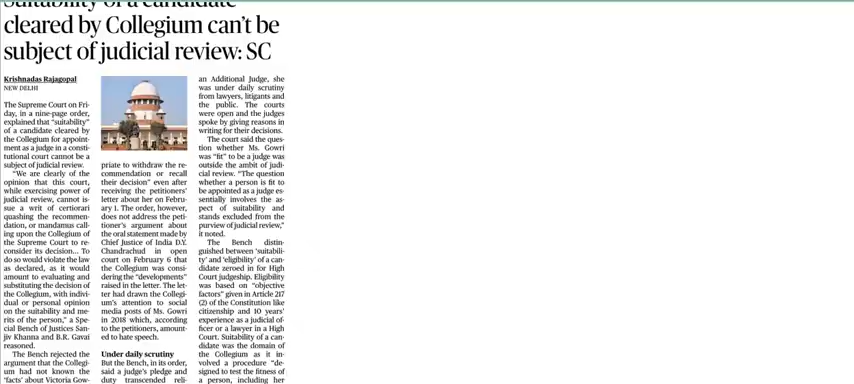 Suitability of a candidate
cleared by Collegium can't be
subject of judicial review: SC
Krishnadas Rajagopal
NEW DELHI
The Supreme Court on Fri-
day, in a nine-page order,
explained that "suitability"
of a candidate cleared by
the Collegium for appoint-
ment as a judge in a consti-
tutional court cannot be a
subject of judicial review.
"We are clearly of the
opinion that this court,
while exercising power of
judicial review, cannot is-
sue a writ of certiorari
quashing the recommen-
dation, or mandamus call-
ing upon the Collegium of
the Supreme Court to re-
consider its decision... To
do so would violate the law
as declared, as it would
amount to evaluating and
substituting the decision of
the Collegium, with indivi-
dual or personal opinion
on the suitability and me-
rits of the person," a Spe-
cial Bench of Justices San-
jiv Khanna and B.R. Gavai
reasoned.
The Bench rejected the
argument that the Collegi-
um had not known the
'facts' about Victoria Gow-
priate to withdraw the re-
commendation or recall
their decision" even after
receiving the petitioners'
letter about her on Febru-
ary 1. The order, however,
does not address the peti-
tioner's argument about
the oral statement made by
Chief Justice of India D.Y.
Chandrachud in open
court on February 6 that
the Collegium was consi-
dering the "developments"
raised in the letter. The let-
ter had drawn the Collegi-
um's attention to social
media posts of Ms. Gowri
in 2018 which, according
to the petitioners, amount-
ed to hate speech.
Under daily scrutiny
But the Bench, in its order,
said a judge's pledge and
duty transcended reli-
an Additional Judge, she
was under daily scrutiny
from lawyers, litigants and
the public. The courts
were open and the judges
spoke by giving reasons in
writing for their decisions.
The court said the ques-
tion whether Ms. Gowri
was "fit" to be a judge was
outside the ambit of judi-
cial review. "The question
whether a person is fit to
be appointed as a judge es-
sentially involves the as-
pect of suitability and
stands excluded from the
purview of judicial review,"
it noted.
The Bench distin-
guished between 'suitabili-
ty' and 'eligibility' of a can-
didate zeroed in for High
Court judgeship. Eligibility
was based on "objective
factors" given in Article 217
(2) of the Constitution like
citizenship and 10 years'
experience as a judicial of-
ficer or a lawyer in a High
Court. Suitability of a can-
didate was the domain of
the Collegium as it in-
volved a procedure "de-
signed to test the fitness of
a person, including her